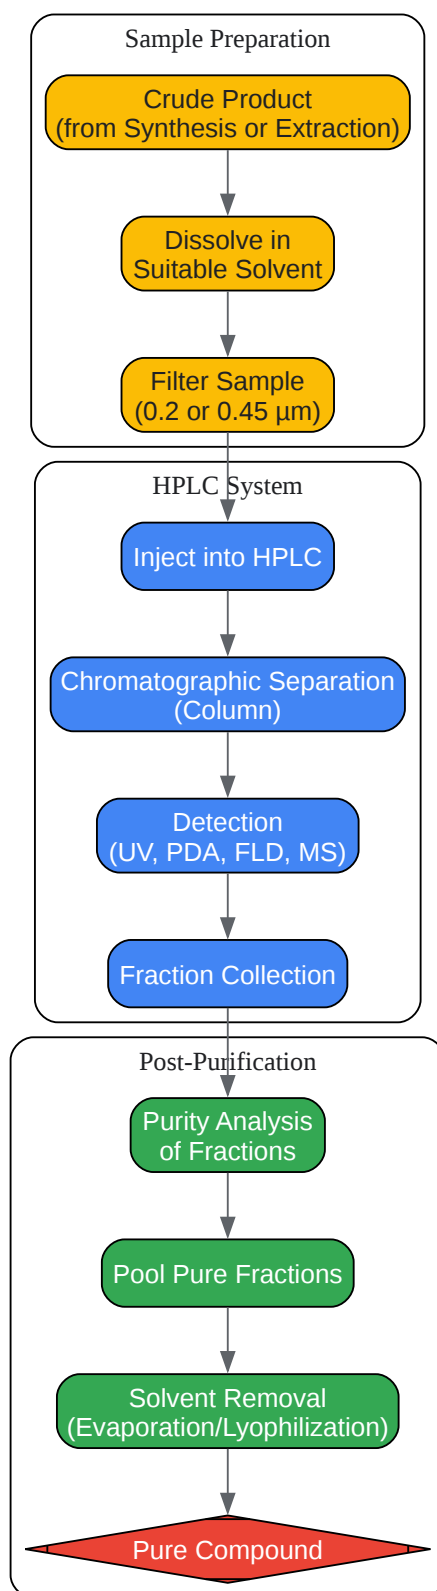 Sample Preparation
Crude Product
(from Synthesis or Extraction)
Dissolve in
Suitable Solvent
Filter Sample
(0.2 or 0.45 µm)
HPLC System
Inject into HPLC
Chromatographic Separation
(Column)
Detection
(UV, PDA, FLD, MS)
Fraction Collection
Post-Purification
Purity Analysis
of Fractions
Pool Pure Fractions
Solvent Removal
(Evaporation/Lyophilization)
Pure Compound